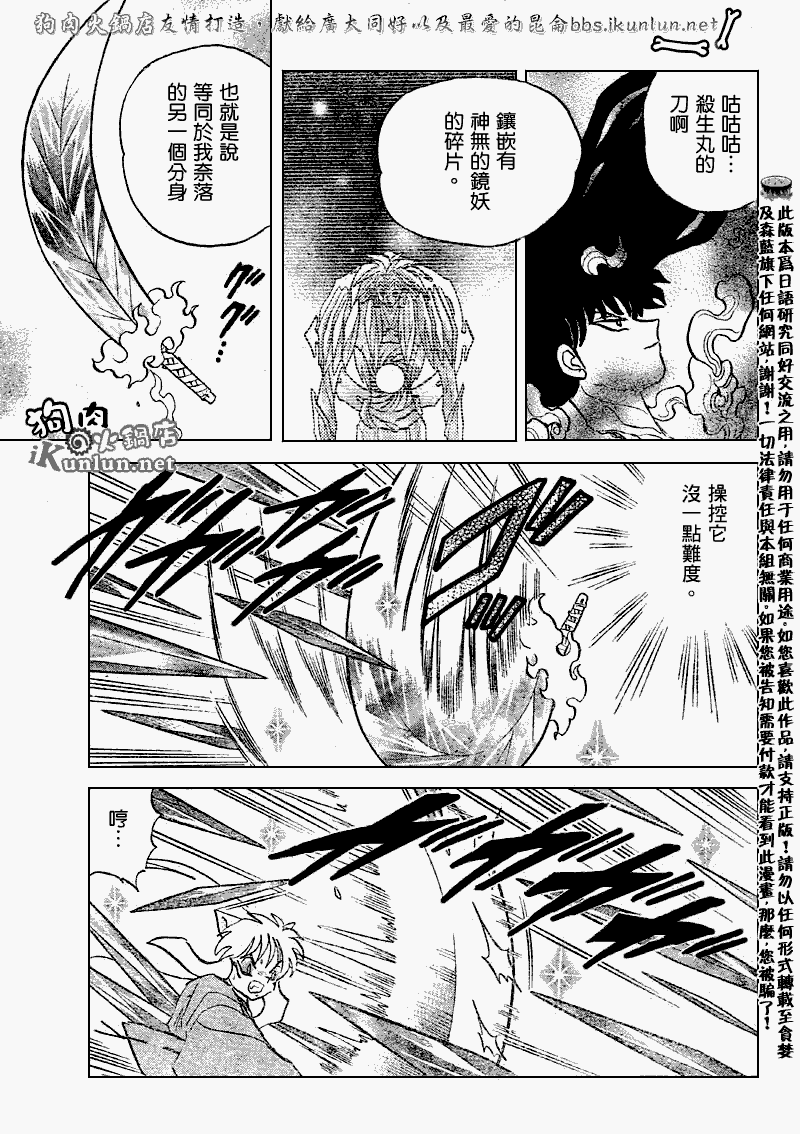 狗肉火鍋店友情打造，獻給廣大同好以及最愛的昆侖bbs.ikunlun.net
咕咕咕…
殺生丸的
刀啊
鑲嵌有
神無的鏡妖
的碎片。
也就是說
等同於我奈落
的另一個分身
グググ…
狗肉
火鍋店
iKunlun.net
操控它
沒一點難度。
哼…
此版本爲日語研究同好交流之用，請勿用于任何商業用途。如您喜歡此作品，請支持正版！請勿以任何形式轉載至貪婪
及森藍旗下任何網站，謝謝！一切法律責任與本組無關。如果您被告知需要付款才能看到此漫畫，那麼，您被騙了！